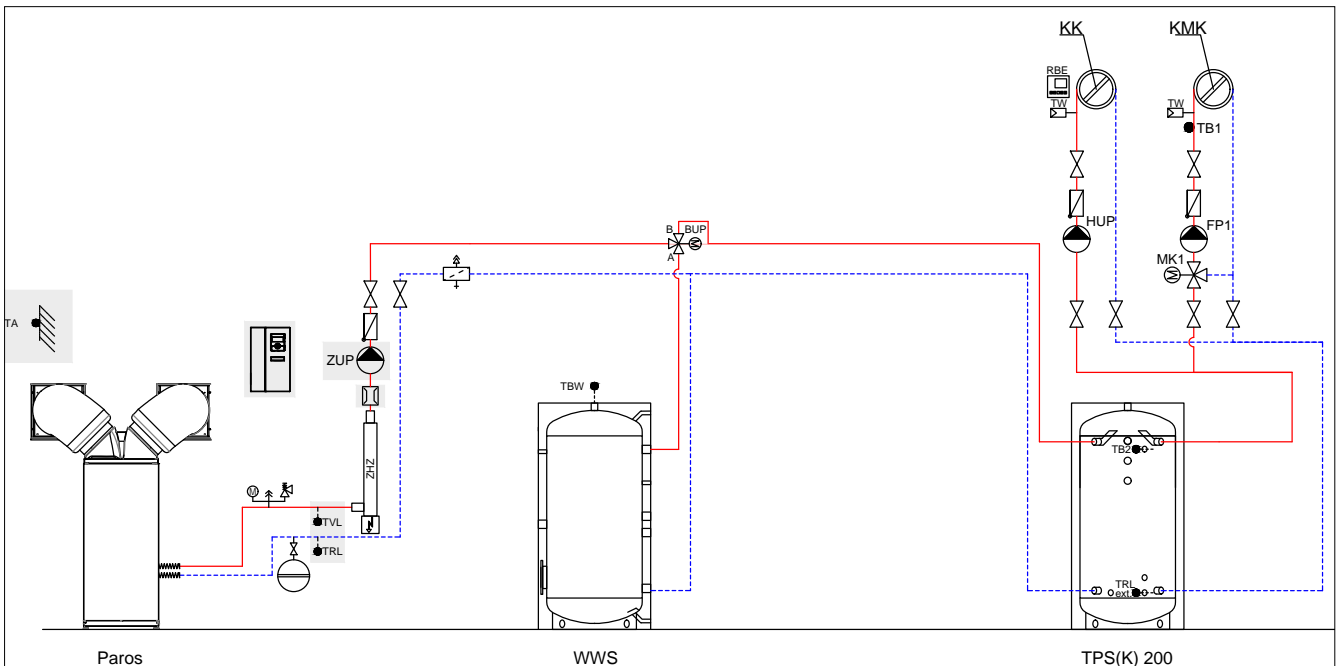 KK
KMK
RBE
TW
TW
TB1
HUP
FP1
B
BUP
A
MK1
TA
ZUP
TBW
TB2
ZHZ
M
TVL
TRL
TRL
ext.
Paros
WWS
TPS(K) 200